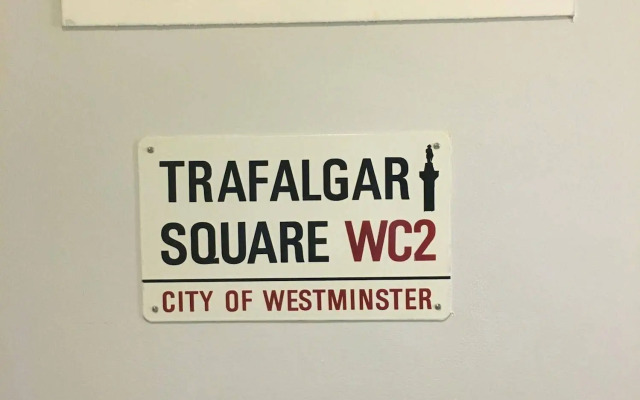 TRAFALGAR
SQUARE WC2
CITY OF WESTMINSTER